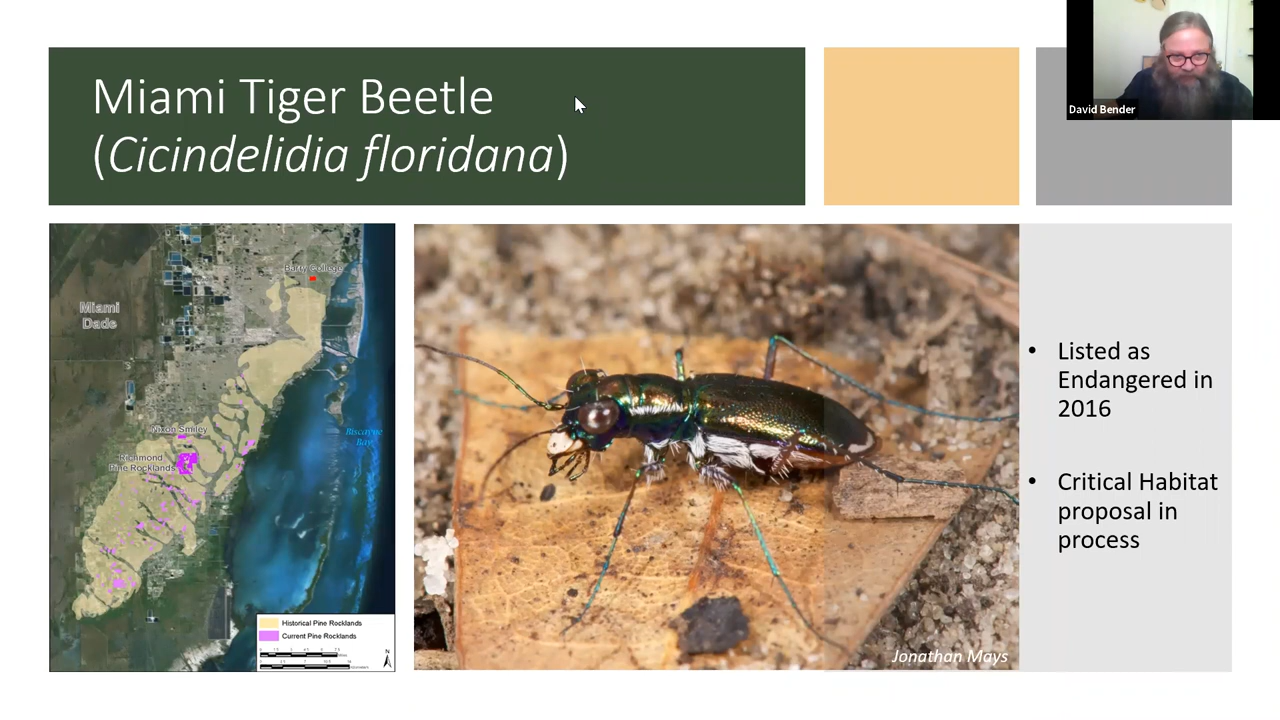 Miami Tiger Beetle
(Cicindelidia floridana)
David Bender
Barry College
Miami
Dade
Nixon Smiley
Richmond
Pine Rocklands
Biscayne
Bay
Historical Pine Rocklands
Current Pine Rocklands
N
Jonathan Mays
• Listed as
Endangered in
2016
• Critical Habitat
proposal in
process